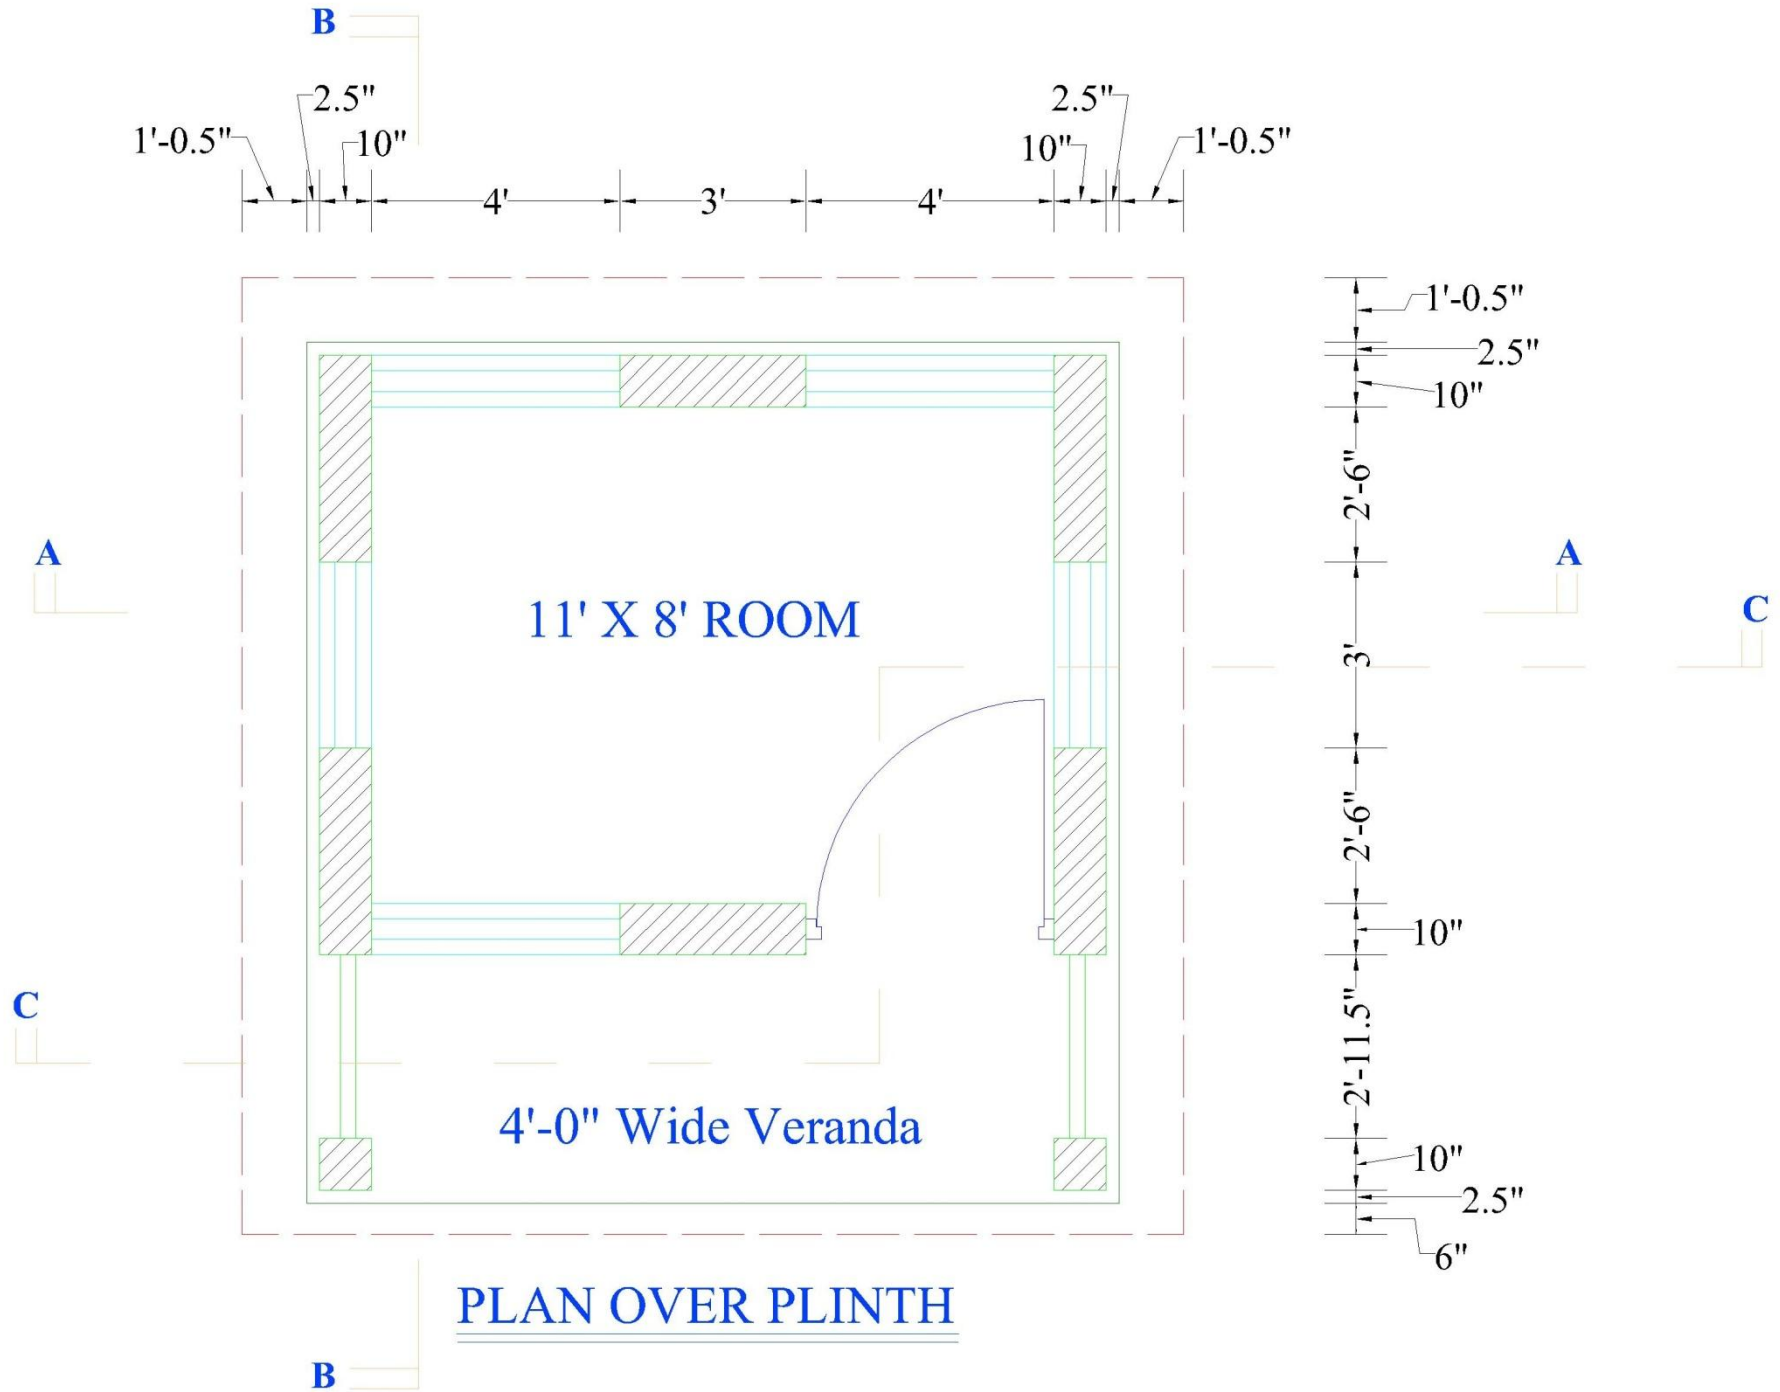 B
2.5" 2.5"
1'-0.5" 10" 10" 1'-0.5"
4' 3' 4'
1'-0.5"
2.5"
10"
2'-6"
A A
11' X 8' ROOM C
3'
2'-6"
10"
C
2'-11.5"
4'-0" Wide Veranda
10"
2.5"
6"
PLAN OVER PLINTH
B